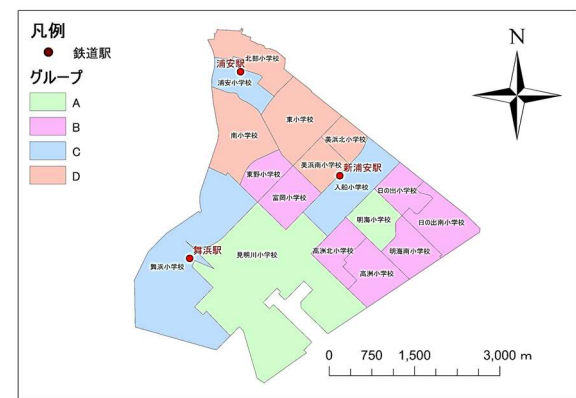 凡例
鉄道駅
グループ
A
B
C
D
N
北部小学校
浦安駅
浦安小学校
東小学校
南小学校
美浜北小学校
美浜南小学校
新浦安駅
東野小学校
入船小学校
日の出小学校
富岡小学校
明海小学校
日の出南小学校
舞浜駅
見明川小学校
高洲北小学校
明海南小学校
舞浜小学校
高洲小学校
0 750 1,500 3,000 m